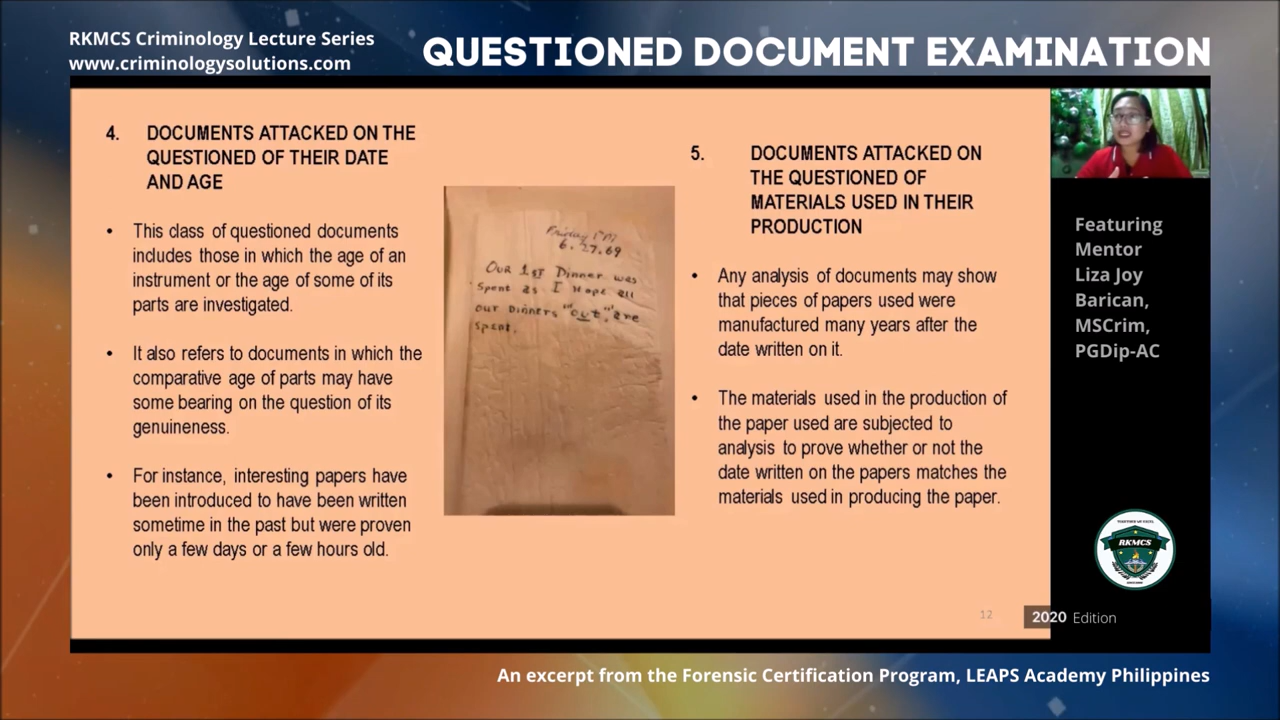 RKMCS Criminology Lecture Series
www.criminologysolutions.com
QUESTIONED DOCUMENT EXAMINATION
4. DOCUMENTS ATTACKED ON THE
QUESTIONED OF THEIR DATE
AND AGE
• This class of questioned documents
includes those in which the age of an
instrument or the age of some of its
parts are investigated.
• It also refers to documents in which the
comparative age of parts may have
some bearing on the question of its
genuineness.
• For instance, interesting papers have
been introduced to have been written
sometime in the past but were proven
only a few days or a few hours old.
Friday PM
6.27.69
Our 1st Dinner was
Spent as I Hope all
our Dinners "out" are
spent.
5. DOCUMENTS ATTACKED ON
THE QUESTIONED OF
MATERIALS USED IN THEIR
PRODUCTION
• Any analysis of documents may show
that pieces of papers used were
manufactured many years after the
date written on it.
• The materials used in the production of
the paper used are subjected to
analysis to prove whether or not the
date written on the papers matches the
materials used in producing the paper.
12
Featuring
Mentor
Liza Joy
Barican,
MSCrim,
PGDip-AC
RKMCS
2020 Edition
An excerpt from the Forensic Certification Program, LEAPS Academy Philippines